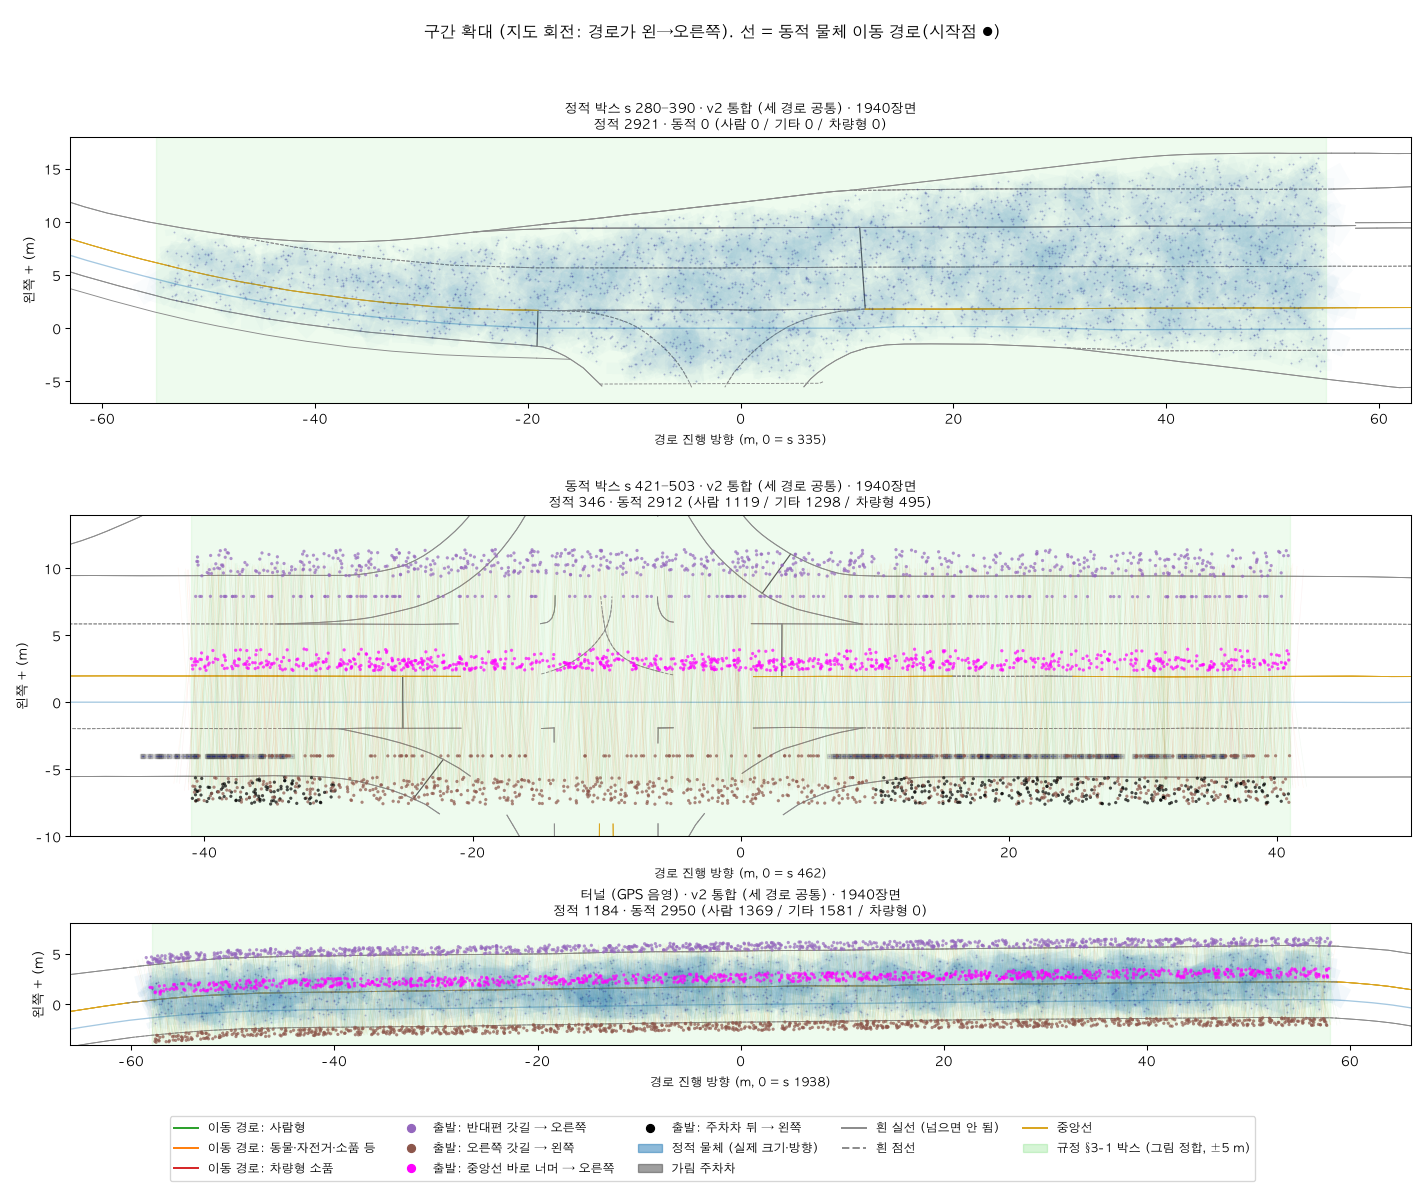 구간 확대 (지도 회전: 경로가 왼→오른쪽). 선 = 동적 물체 이동 경로(시작점 ●)
정적 박스 s 280–390 · v2 통합 (세 경로 공통) · 1940장면
정적 2921 · 동적 0 (사람 0 / 기타 0 / 차량형 0)
왼쪽 + (m)
15
10
5
0
-5
-60
-40
-20
0
20
40
60
경로 진행 방향 (m, 0 = s 335)
동적 박스 s 421–503 · v2 통합 (세 경로 공통) · 1940장면
정적 346 · 동적 2912 (사람 1119 / 기타 1298 / 차량형 495)
왼쪽 + (m)
10
5
0
-5
-10
-40
-20
0
20
40
경로 진행 방향 (m, 0 = s 462)
터널 (GPS 음영) · v2 통합 (세 경로 공통) · 1940장면
정적 1184 · 동적 2950 (사람 1369 / 기타 1581 / 차량형 0)
왼쪽 + (m)
5
0
-60
-40
-20
0
20
40
60
경로 진행 방향 (m, 0 = s 1938)
이동 경로: 사람형
이동 경로: 동물·자전거·소품 등
이동 경로: 차량형 소품
출발: 반대편 갓길 → 오른쪽
출발: 오른쪽 갓길 → 왼쪽
출발: 중앙선 바로 너머 → 오른쪽
출발: 주차차 뒤 → 왼쪽
정적 물체 (실제 크기·방향)
가림 주차차
흰 실선 (넘으면 안 됨)
흰 점선
중앙선
규정 §3-1 박스 (그림 정합, ±5 m)